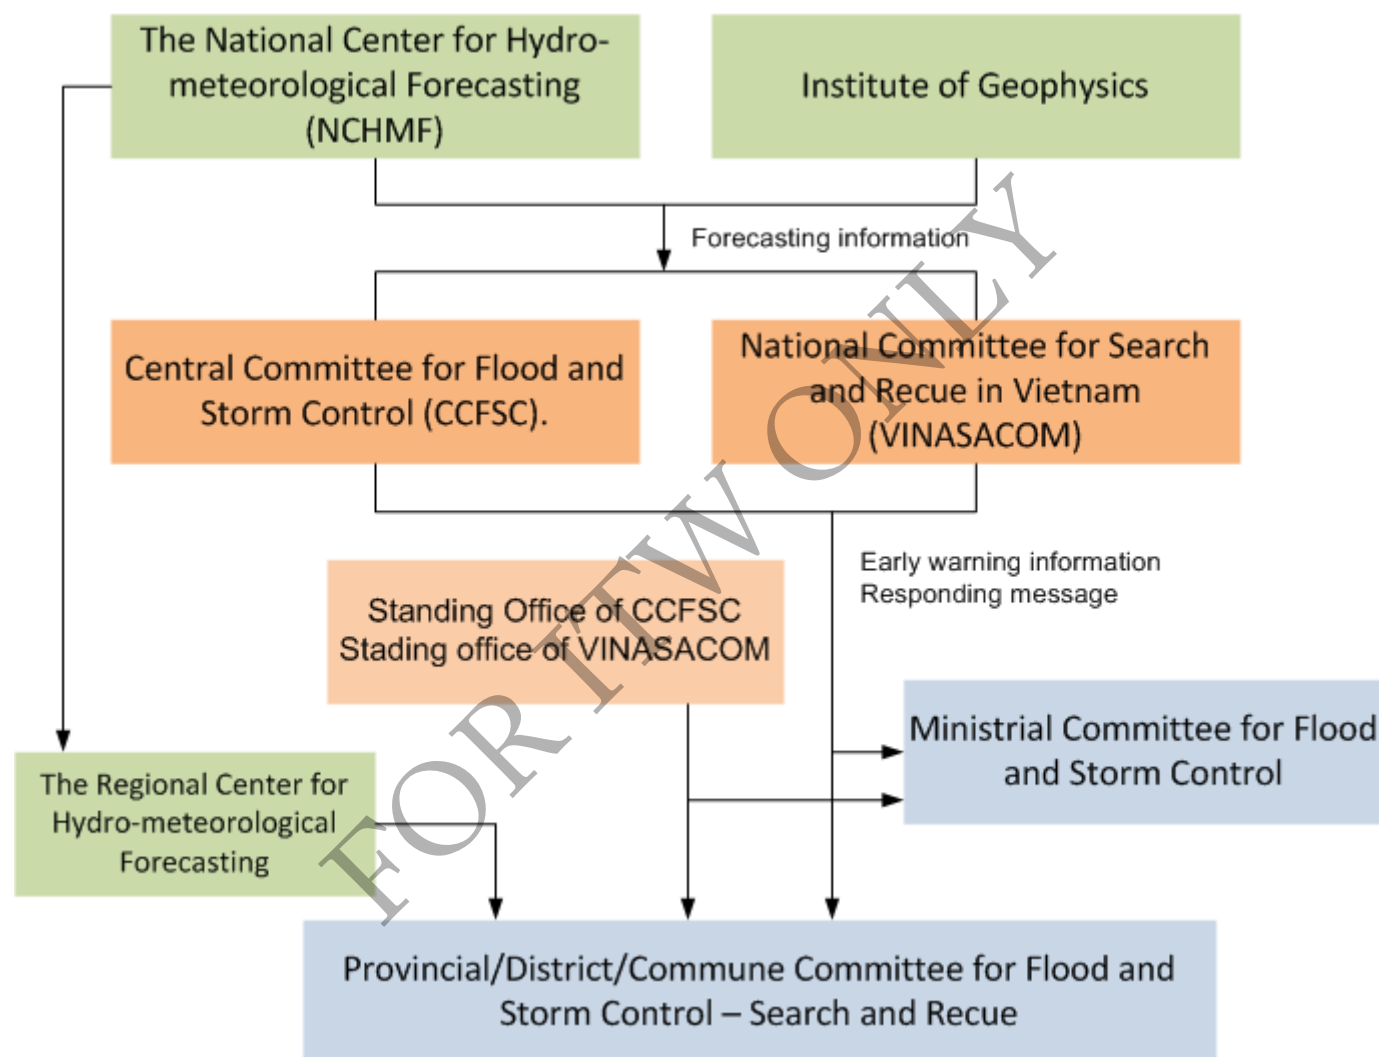 The National Center for Hydro-
meteorological Forecasting
(NCHMF)
Institute of Geophysics
Forecasting information
Central Committee for Flood and
Storm Control (CCFSC).
National Committee for Search
and Recue in Vietnam
(VINASACOM)
Early warning information
Responding message
Standing Office of CCFSC
Stading office of VINASACOM
Ministrial Committee for Flood
and Storm Control
The Regional Center for
Hydro-meteorological
Forecasting
Provincial/District/Commune Committee for Flood and
Storm Control – Search and Recue
FOR ITW ONLY